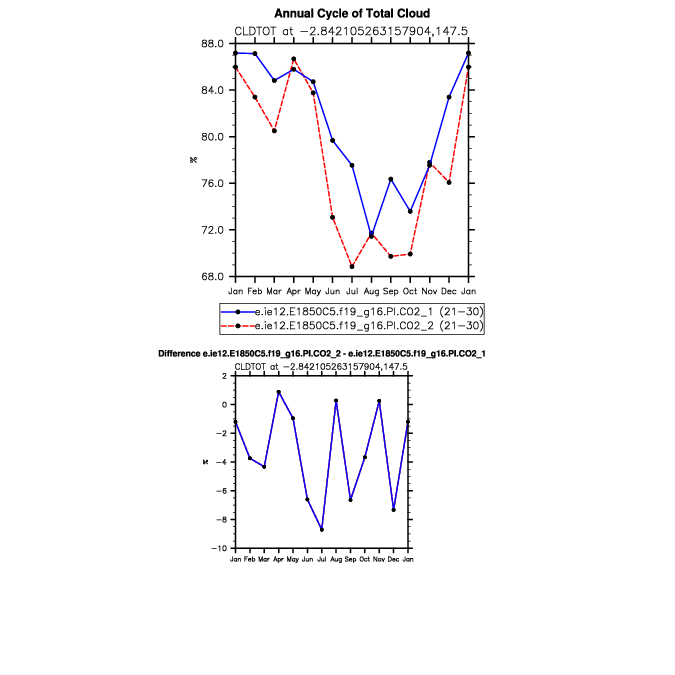 Annual Cycle of Total Cloud
CLDTOT at −2.842105263157904,147.5
88.0
84.0
80.0
%
76.0
72.0
68.0
Jan Feb Mar Apr May Jun Jul Aug Sep Oct Nov Dec Jan
e.ie12.E1850C5.f19_g16.PI.CO2_1 (21−30)
e.ie12.E1850C5.f19_g16.PI.CO2_2 (21−30)
Difference e.ie12.E1850C5.f19_g16.PI.CO2_2 - e.ie12.E1850C5.f19_g16.PI.CO2_1
CLDTOT at −2.842105263157904,147.5
2
0
−2
−4
%
−6
−8
−10
Jan Feb Mar Apr May Jun Jul Aug Sep Oct Nov Dec Jan